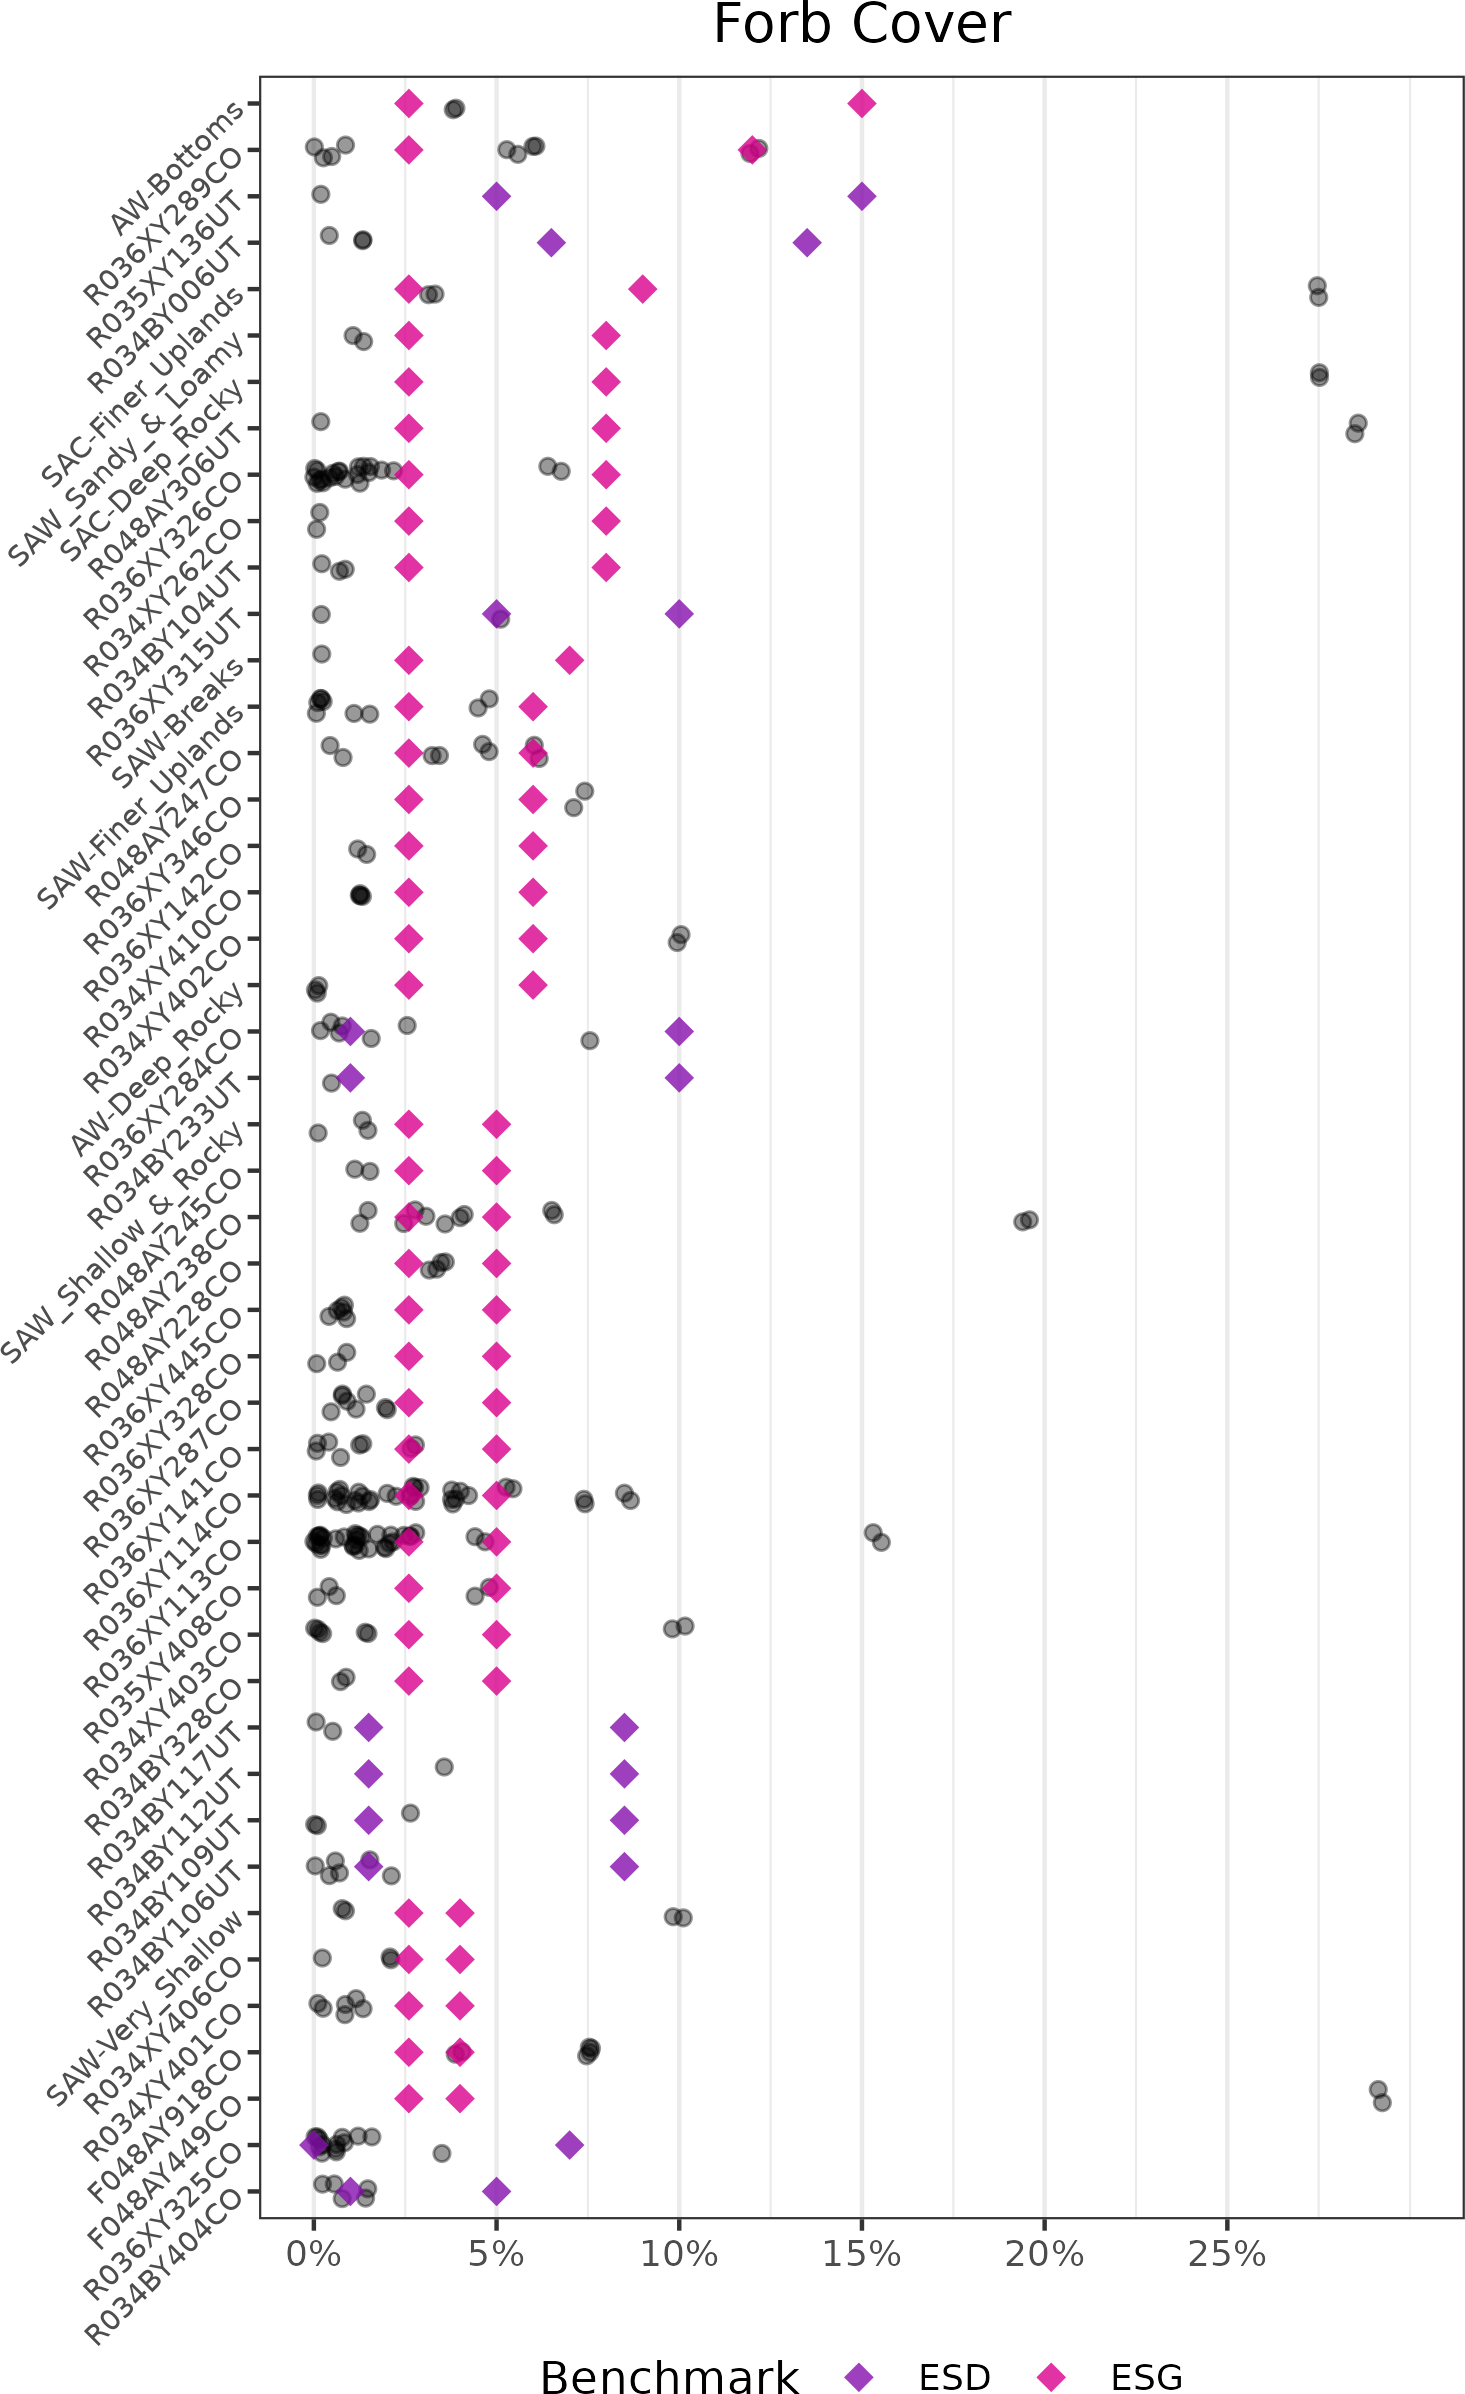 Forb Cover
AW-Bottoms
R036XY289CO
R035XY136UT
R034BY006UT
SAC-Finer_Uplands
SAW_Sandy_&_Loamy
SAC-Deep_Rocky
R048AY306UT
R036XY326CO
R034XY262CO
R034BY104UT
R036XY315UT
SAW-Breaks
SAW-Finer_Uplands
R048AY247CO
R036XY346CO
R036XY142CO
R034XY410CO
R034XY402CO
AW-Deep_Rocky
R036XY284CO
R034BY233UT
SAW_Shallow_&_Rocky
R048AY245CO
R048AY238CO
R048AY228CO
R036XY445CO
R036XY328CO
R036XY287CO
R036XY141CO
R036XY114CO
R036XY113CO
R035XY408CO
R034XY403CO
R034BY328CO
R034BY117UT
R034BY112UT
R034BY109UT
R034BY106UT
SAW-Very_Shallow
R034XY406CO
R034XY401CO
F048AY918CO
F048AY449CO
R036XY325CO
R034BY404CO
0% 5% 10% 15% 20% 25%
Benchmark ESD ESG